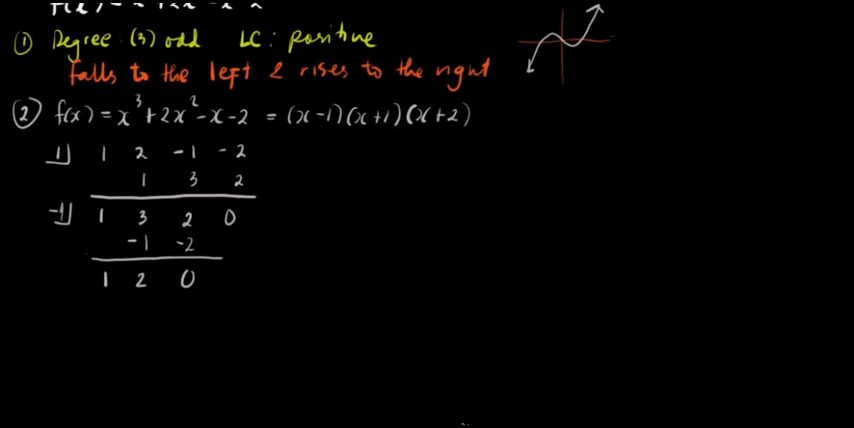 ① Degree : (3) odd LC : positive
falls to the left & rises to the right
② f(x) = x³ + 2x² - x - 2 = (x - 1)(x + 1)(x + 2)
1 1 2 -1 -2
1 3 2
-1 1 3 2 0
-1 -2
1 2 0